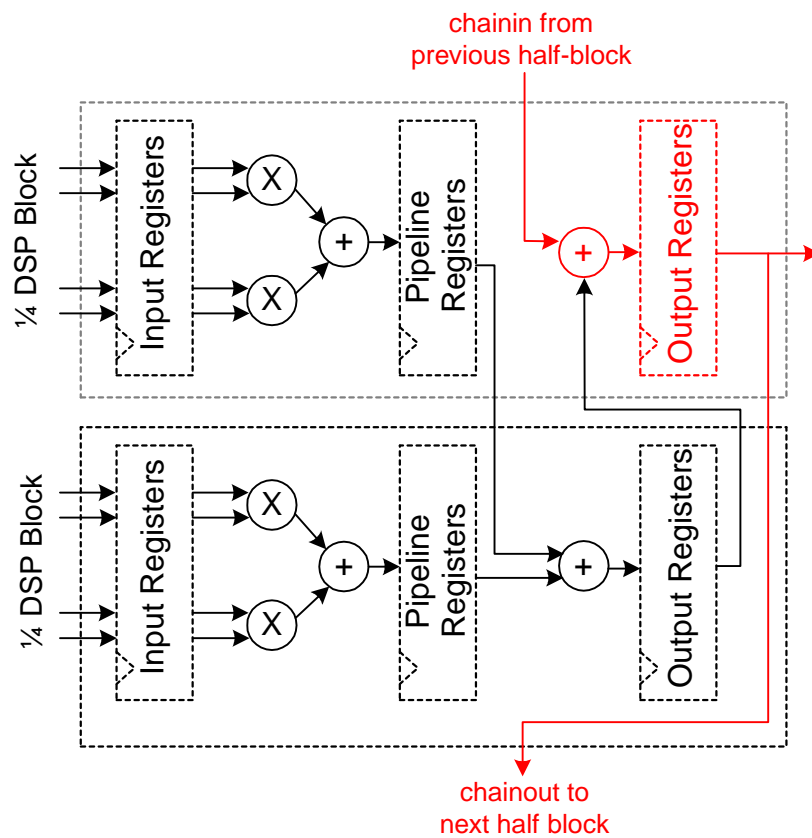 chainin from
previous half-block
¼ DSP Block
Input Registers
X
X
+
Pipeline
Registers
+
Output Registers
¼ DSP Block
Input Registers
X
X
+
Pipeline
Registers
+
Output Registers
chainout to
next half block